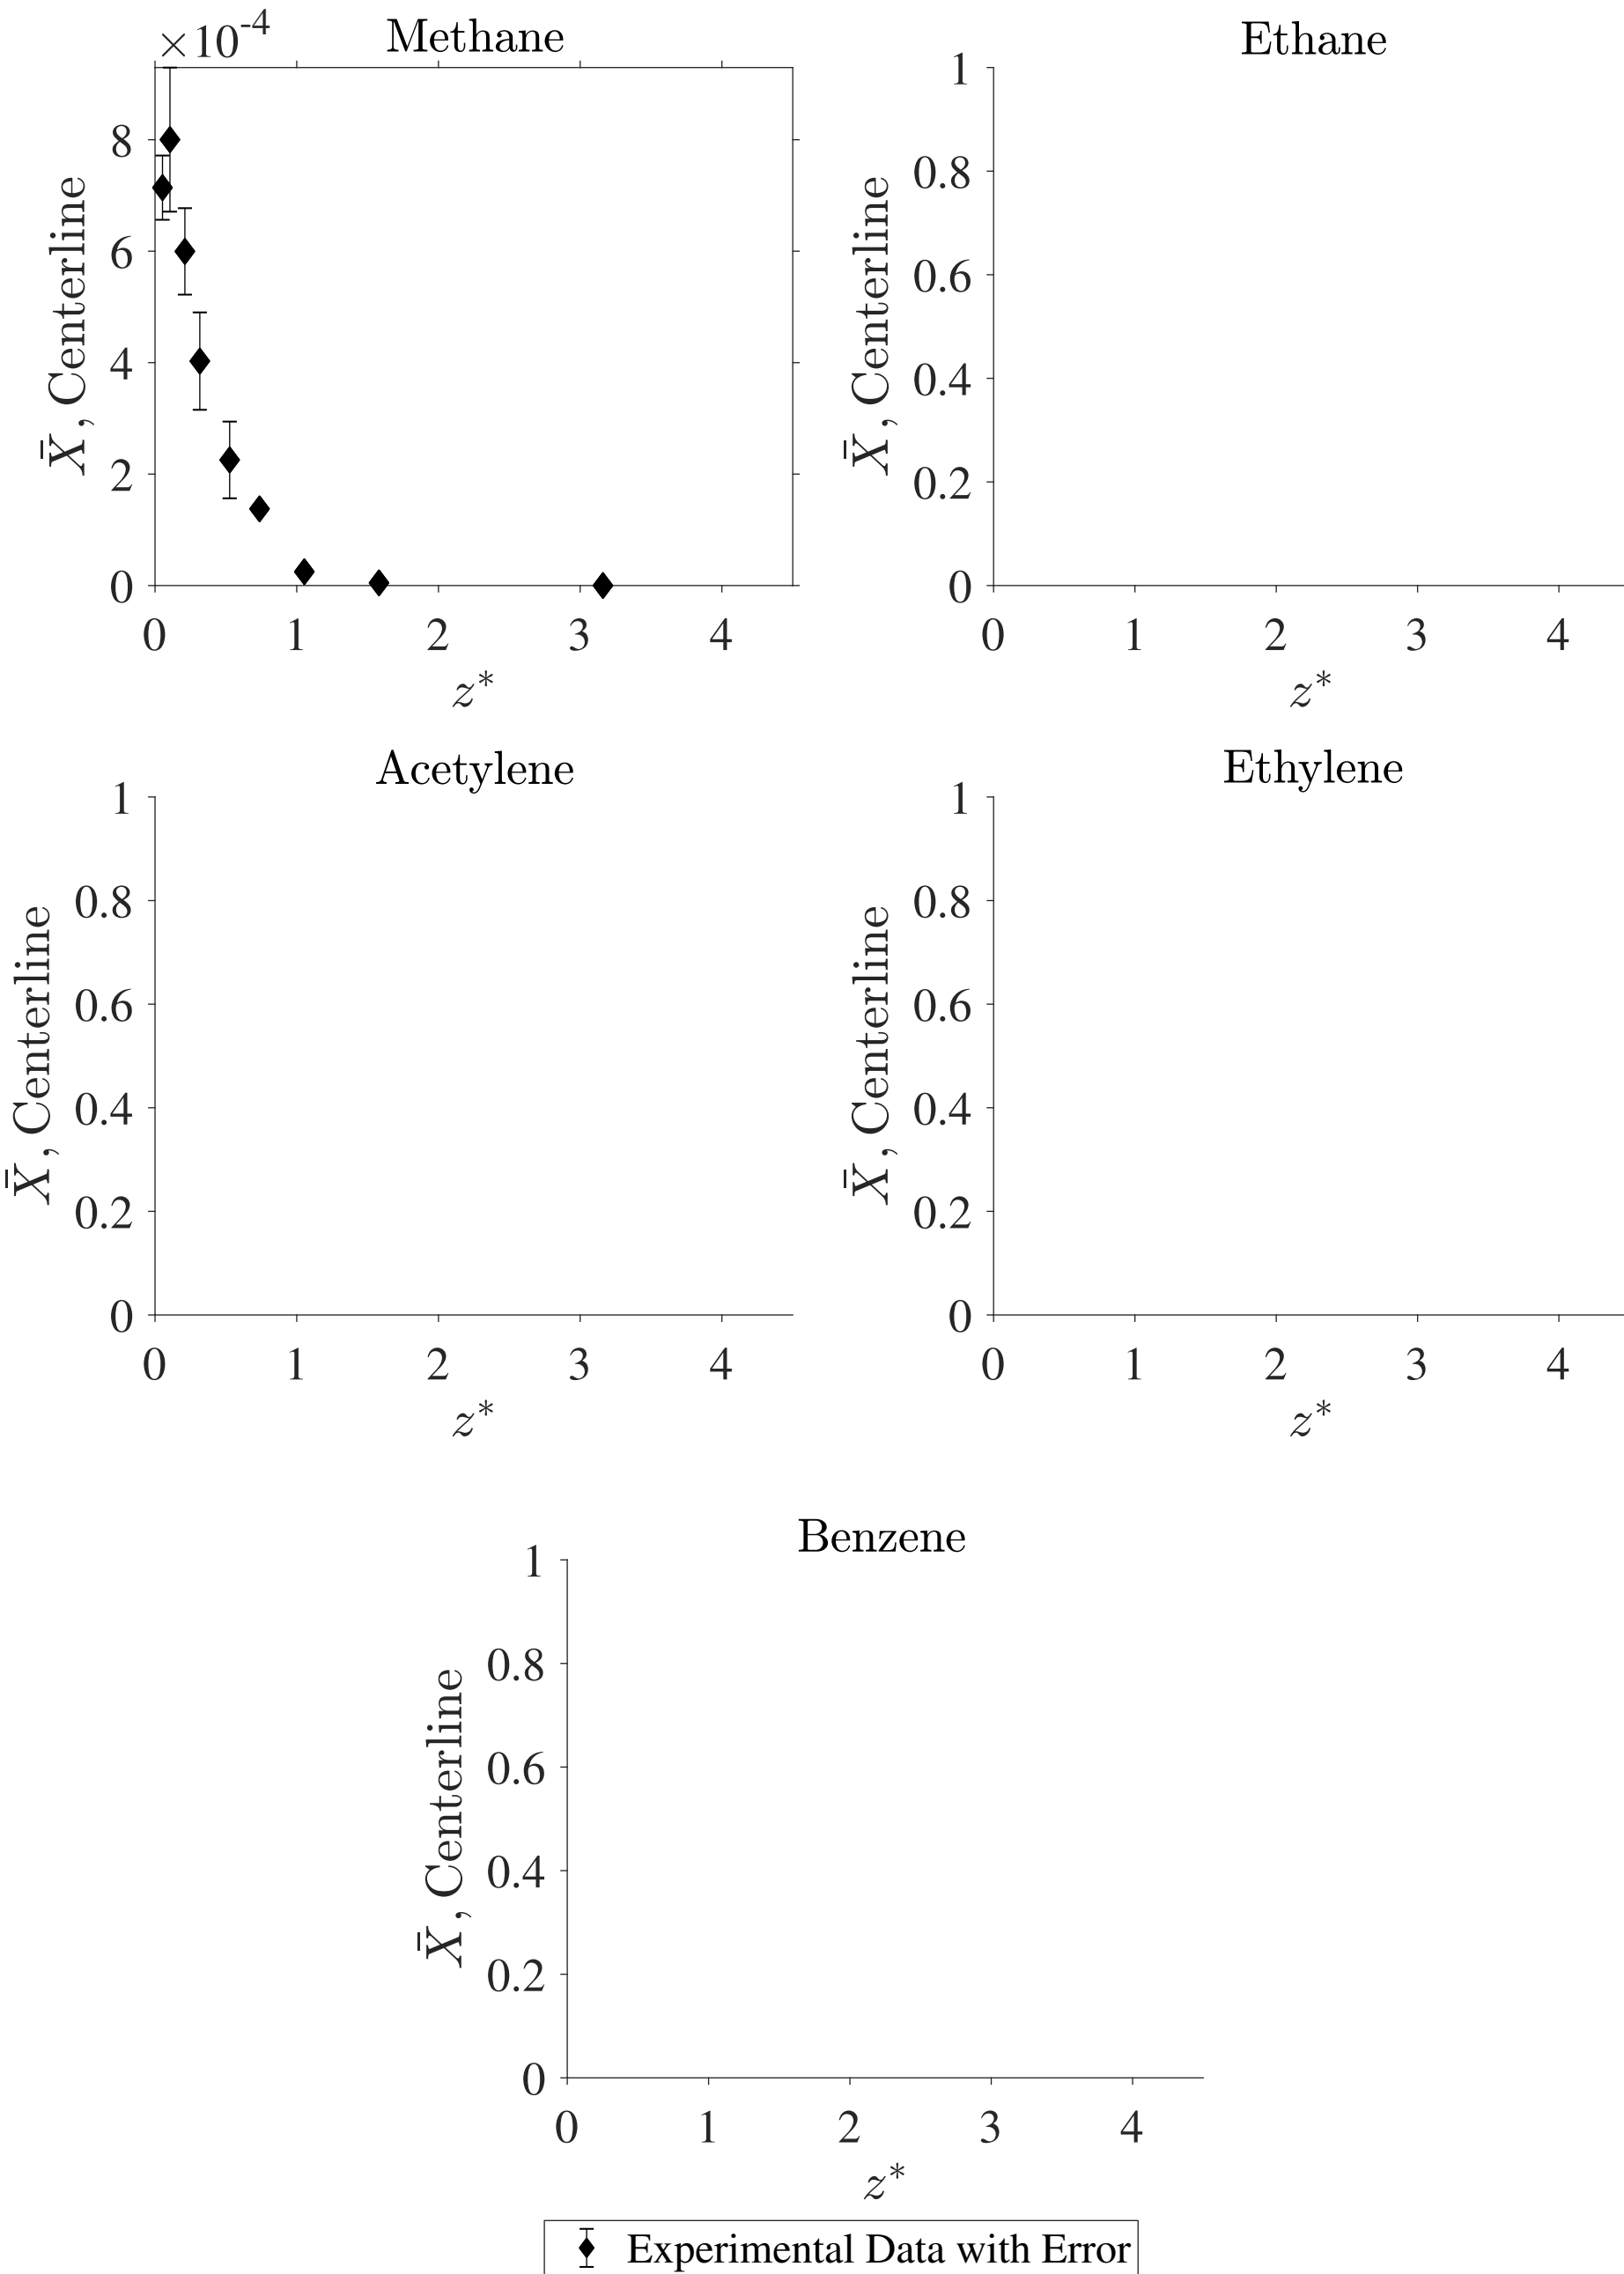 ×10-4
Methane
8
6
4
2
0
0 1 2 3 4
X̄, Centerline
z*
Ethane
1
0.8
0.6
0.4
0.2
0
0 1 2 3 4
X̄, Centerline
z*
Acetylene
1
0.8
0.6
0.4
0.2
0
0 1 2 3 4
X̄, Centerline
z*
Ethylene
1
0.8
0.6
0.4
0.2
0
0 1 2 3 4
X̄, Centerline
z*
Benzene
1
0.8
0.6
0.4
0.2
0
0 1 2 3 4
X̄, Centerline
z*
Experimental Data with Error